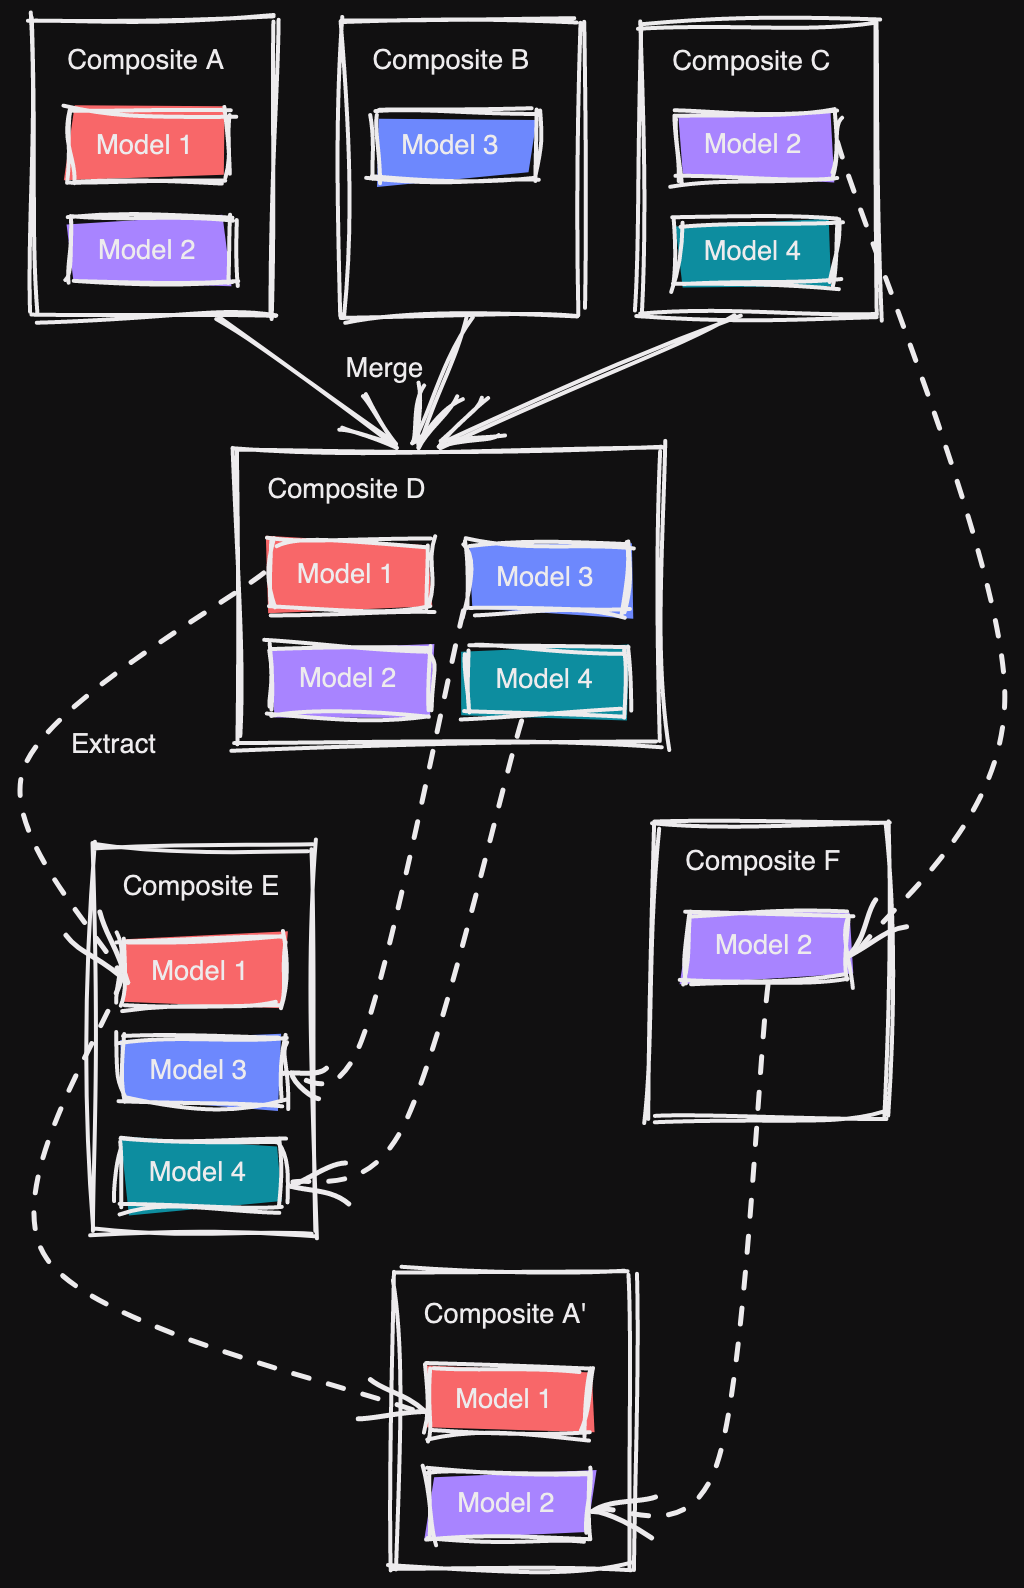 Composite A
Model 1
Model 2
Composite B
Model 3
Composite C
Model 2
Model 4
Merge
Composite D
Model 1
Model 3
Model 2
Model 4
Extract
Composite E
Model 1
Model 3
Model 4
Composite F
Model 2
Composite A'
Model 1
Model 2